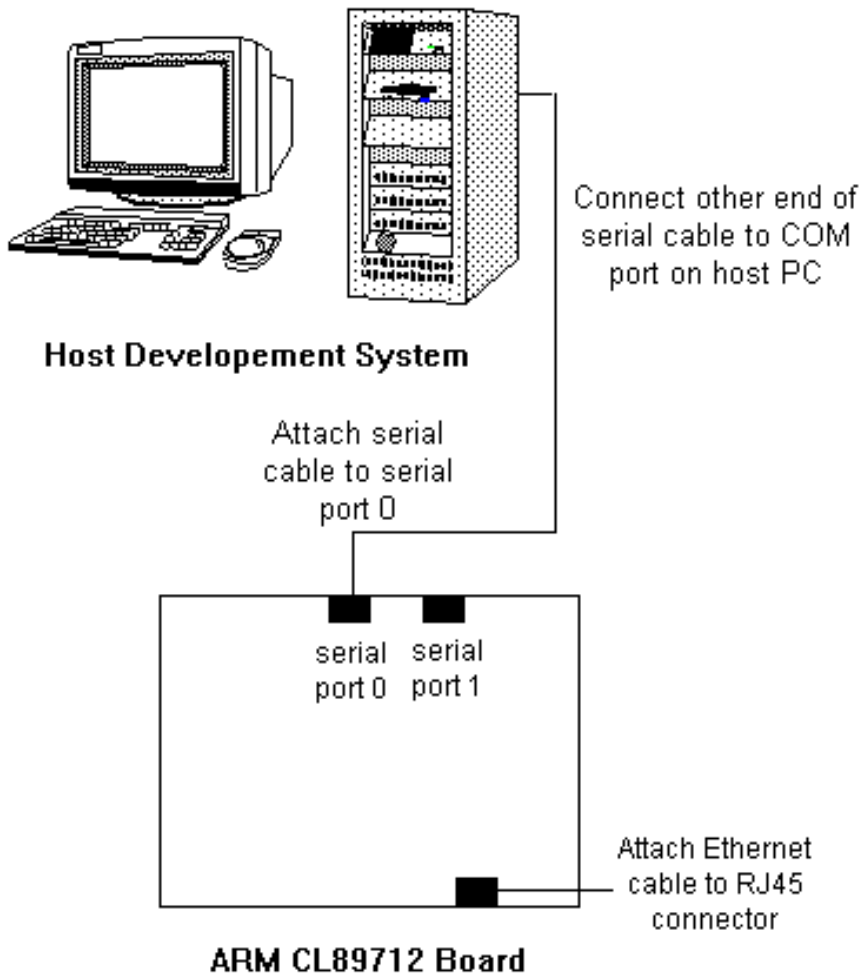 Connect other end of
serial cable to COM
port on host PC
Host Developement System
Attach serial
cable to serial
port 0
serial
port 0
serial
port 1
Attach Ethernet
cable to RJ45
connector
ARM CL89712 Board